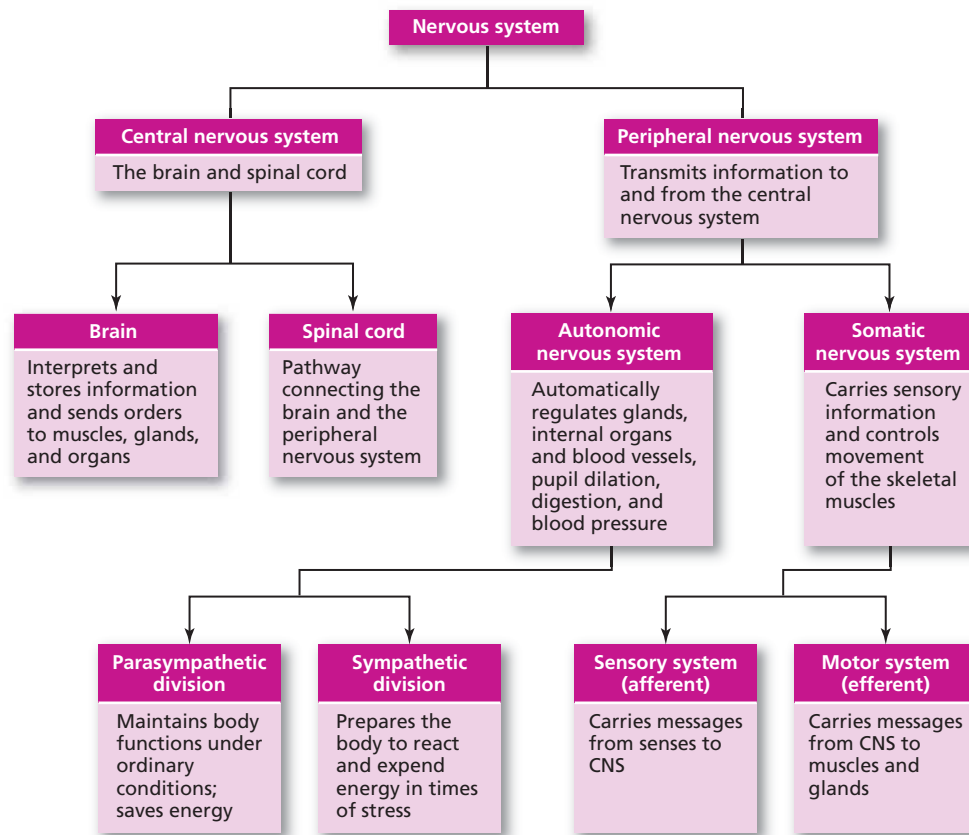 Nervous system
Central nervous system
The brain and spinal cord
Peripheral nervous system
Transmits information to
and from the central
nervous system
Brain
Interprets and
stores information
and sends orders
to muscles, glands,
and organs
Spinal cord
Pathway
connecting the
brain and the
peripheral
nervous system
Autonomic
nervous system
Automatically
regulates glands,
internal organs
and blood vessels,
pupil dilation,
digestion, and
blood pressure
Somatic
nervous system
Carries sensory
information
and controls
movement
of the skeletal
muscles
Parasympathetic
division
Maintains body
functions under
ordinary
conditions;
saves energy
Sympathetic
division
Prepares the
body to react
and expend
energy in times
of stress
Sensory system
(afferent)
Carries messages
from senses to
CNS
Motor system
(efferent)
Carries messages
from CNS to
muscles and
glands